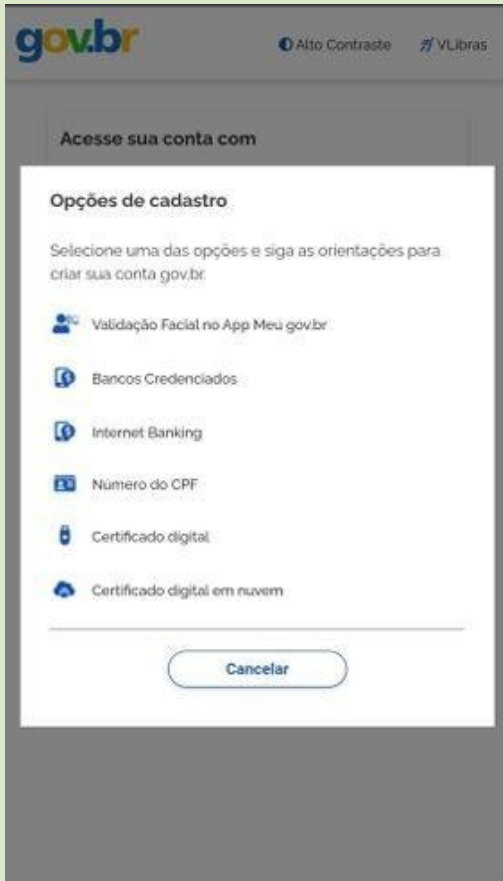 gov.br
Alto Contraste VLibras
Acesse sua conta com
Opções de cadastro
Selecione uma das opções e siga as orientações para
criar sua conta gov.br.
Validação Facial no App Meu gov.br
Bancos Credenciados
Internet Banking
Número do CPF
Certificado digital
Certificado digital em nuvem
Cancelar